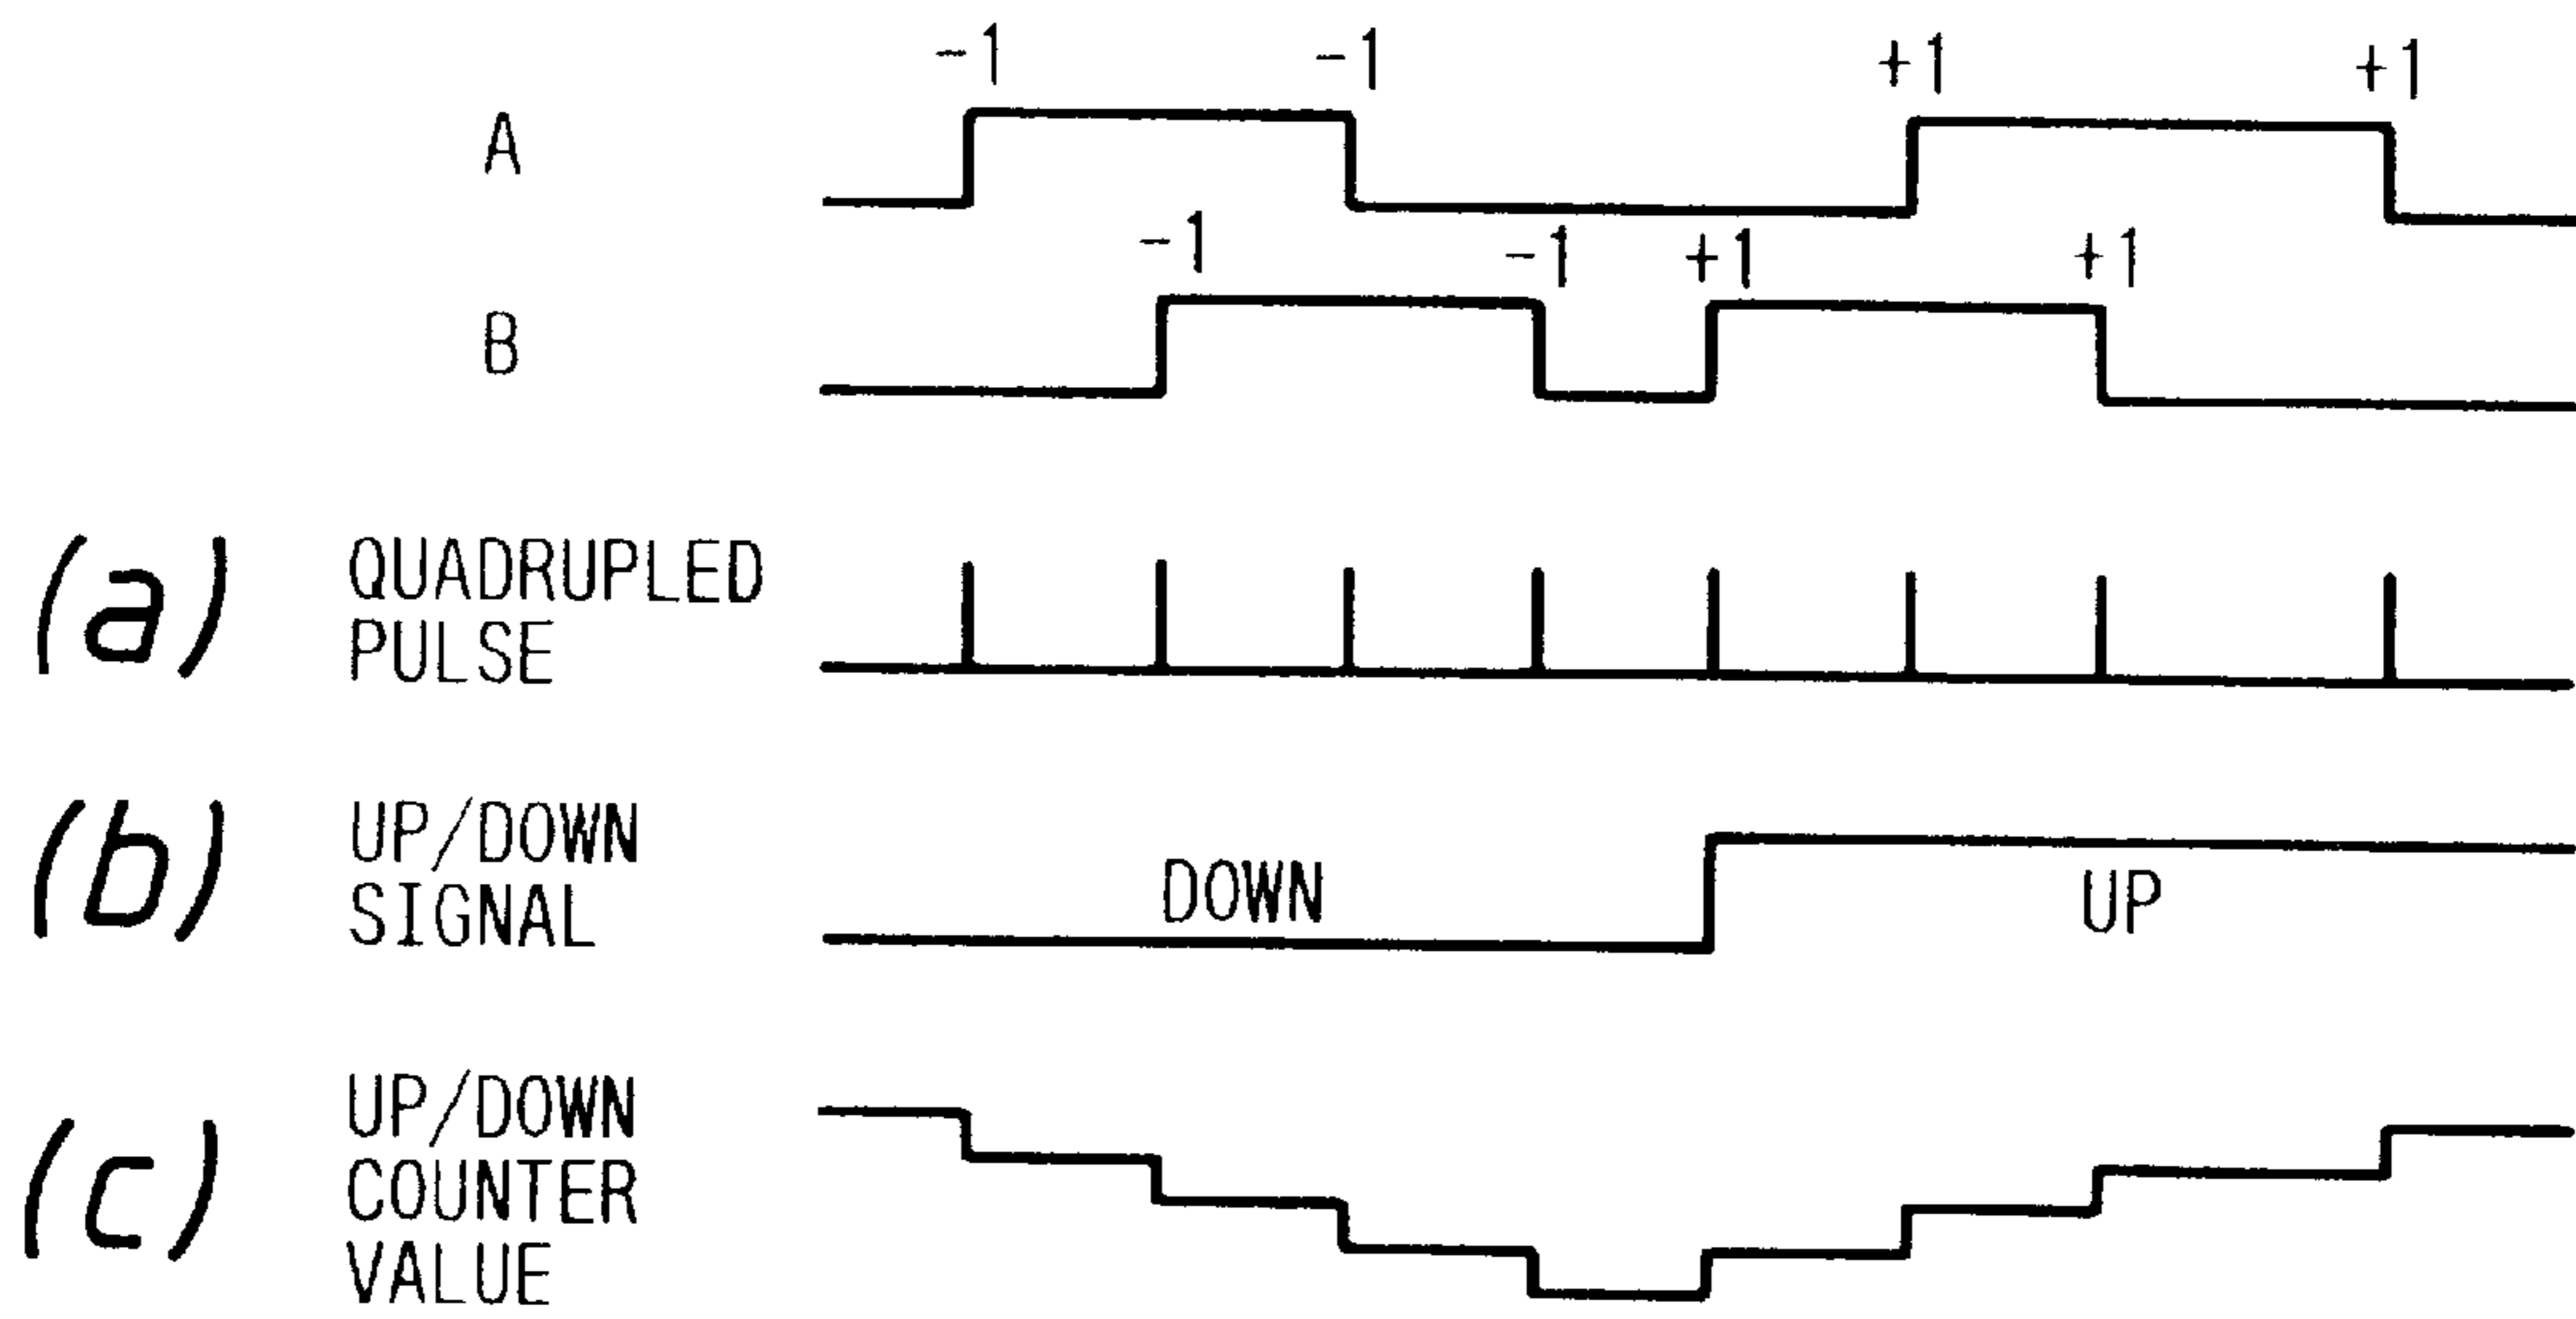 -1 -1 +1 +1
A
-1 -1 +1 +1
B
(a) QUADRUPLED
PULSE
(b) UP/DOWN
SIGNAL
DOWN
UP
(c) UP/DOWN
COUNTER
VALUE